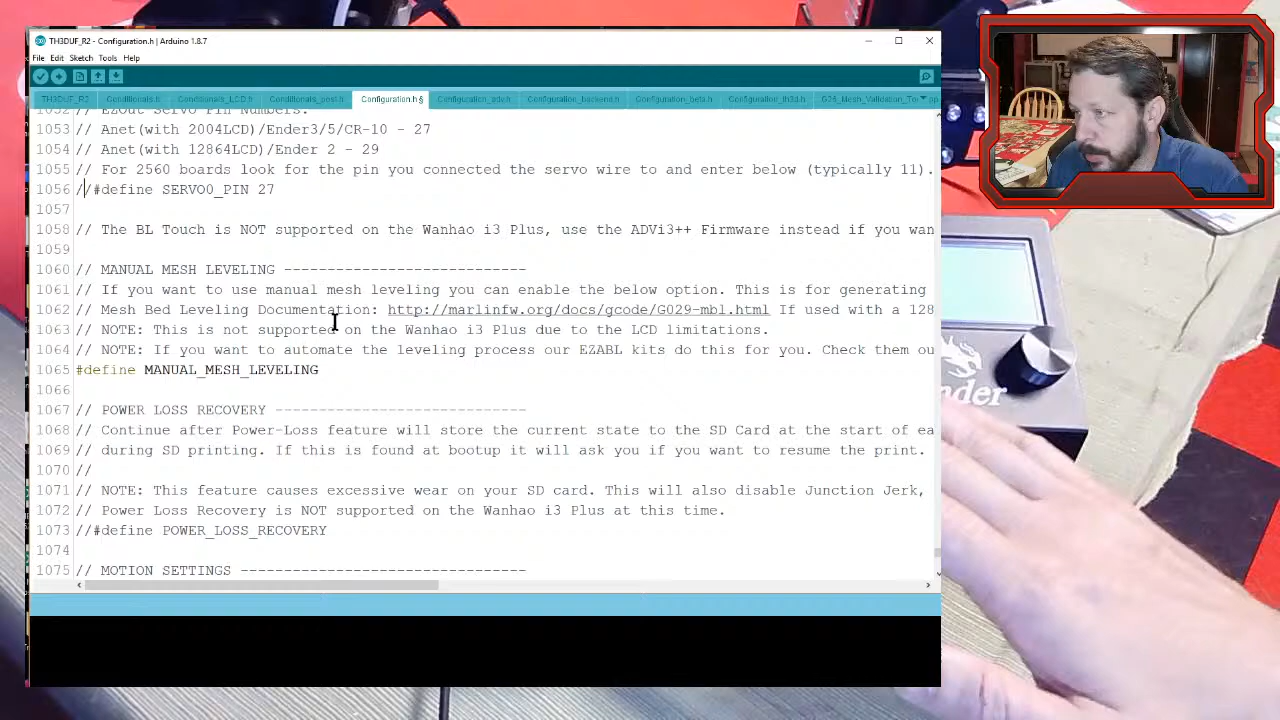 TH3DUF_R2 - Configuration.h | Arduino 1.8.7
File Edit Sketch Tools Help
TH3DUF_R2 Conditionals.h Conditionals_LCD.h Conditionals_post.h Configuration.h § Configuration_adv.h Configuration_backend.h Configuration_beta.h Configuration_th3d.h G26_Mesh_Validation_To
1053 // Anet(with 2004LCD)/Ender3/5/E-10 - 27
1054 // Anet(with 12864LCD)/Ender 2 - 29
1055 // For 2560 boards look for the pin you connected the servo wire to and enter below (typically 11).
1056 //#define SERVO0_PIN 27
1057
1058 // The BL Touch is NOT supported on the Wanhao i3 Plus, use the ADVi3++ Firmware instead if you wan
1059
1060 // MANUAL MESH LEVELING ----------------------------
1061 // If you want to use manual mesh leveling you can enable the below option. This is for generating
1062 // Mesh Bed Leveling Documentation: http://marlinfw.org/docs/gcode/G029-mbl.html If used with a 128
1063 // NOTE: This is not supported on the Wanhao i3 Plus due to the LCD limitations.
1064 // NOTE: If you want to automate the leveling process our EZABL kits do this for you. Check them ou
1065 #define MANUAL_MESH_LEVELING
1066
1067 // POWER LOSS RECOVERY -----------------------------
1068 // Continue after Power-Loss feature will store the current state to the SD Card at the start of ea
1069 // during SD printing. If this is found at bootup it will ask you if you want to resume the print.
1070 //
1071 // NOTE: This feature causes excessive wear on your SD card. This will also disable Junction Jerk,
1072 // Power Loss Recovery is NOT supported on the Wanhao i3 Plus at this time.
1073 //#define POWER_LOSS_RECOVERY
1074
1075 // MOTION SETTINGS ----------------------------------